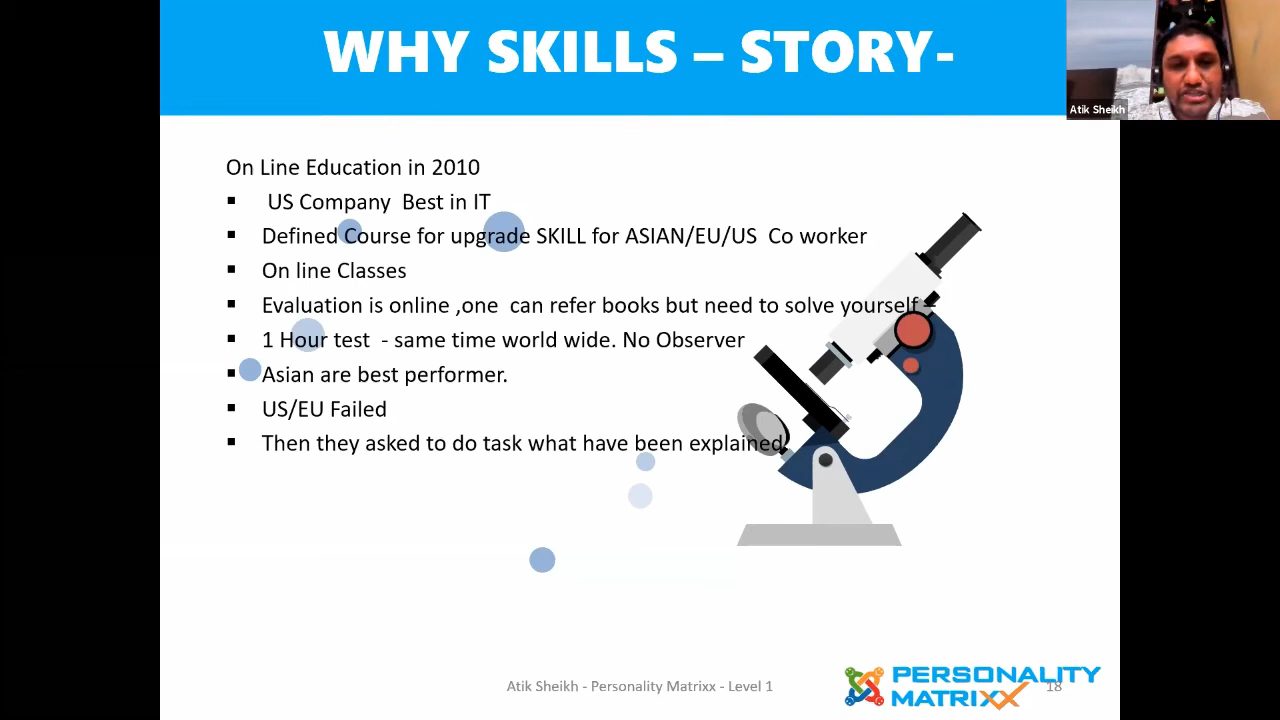 WHY SKILLS – STORY-
Atik Sheikh
On Line Education in 2010
▪ US Company Best in IT
▪ Defined Course for upgrade SKILL for ASIAN/EU/US Co worker
▪ On line Classes
▪ Evaluation is online ,one can refer books but need to solve yourself –
▪ 1 Hour test - same time world wide. No Observer
▪ Asian are best performer.
▪ US/EU Failed
▪ Then they asked to do task what have been explained
Atik Sheikh - Personality Matrixx - Level 1
PERSONALITY
MATRIXX
18